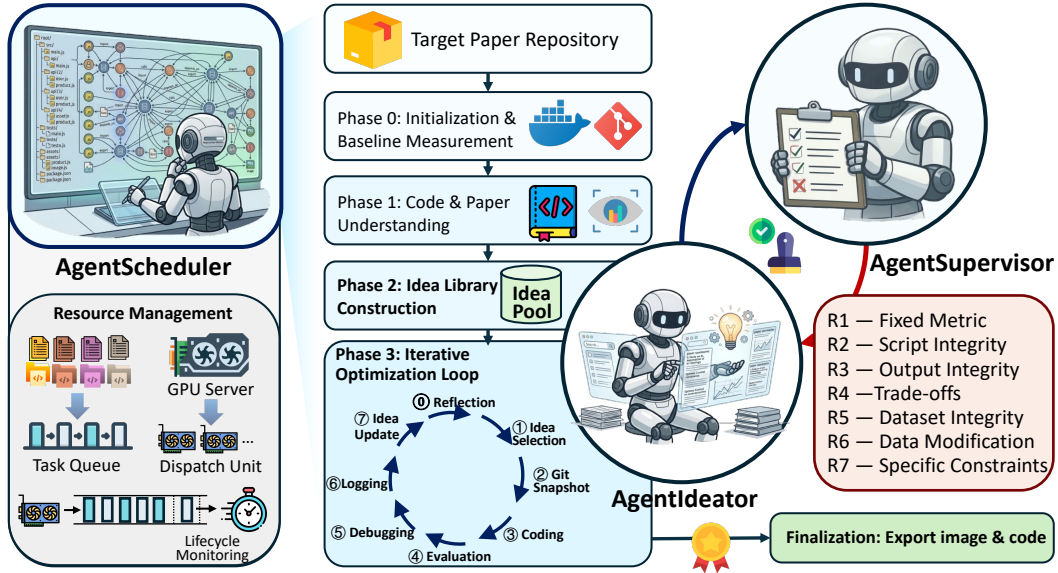 root/
AgentScheduler
Resource Management
GPU Server
Task Queue
Dispatch Unit
...
Lifecycle
Monitoring
Target Paper Repository
Phase 0: Initialization &
Baseline Measurement
Phase 1: Code & Paper
Understanding
</>
Phase 2: Idea Library
Construction
Idea
Pool
Phase 3: Iterative
Optimization Loop
⓪ Reflection
① Idea
Selection
② Git
Snapshot
③ Coding
④ Evaluation
⑤ Debugging
⑥Logging
⑦ Idea
Update
AgentIdeator
AgentSupervisor
R1 — Fixed Metric
R2 — Script Integrity
R3 — Output Integrity
R4 —Trade-offs
R5 — Dataset Integrity
R6 — Data Modification
R7 — Specific Constraints
Finalization: Export image & code